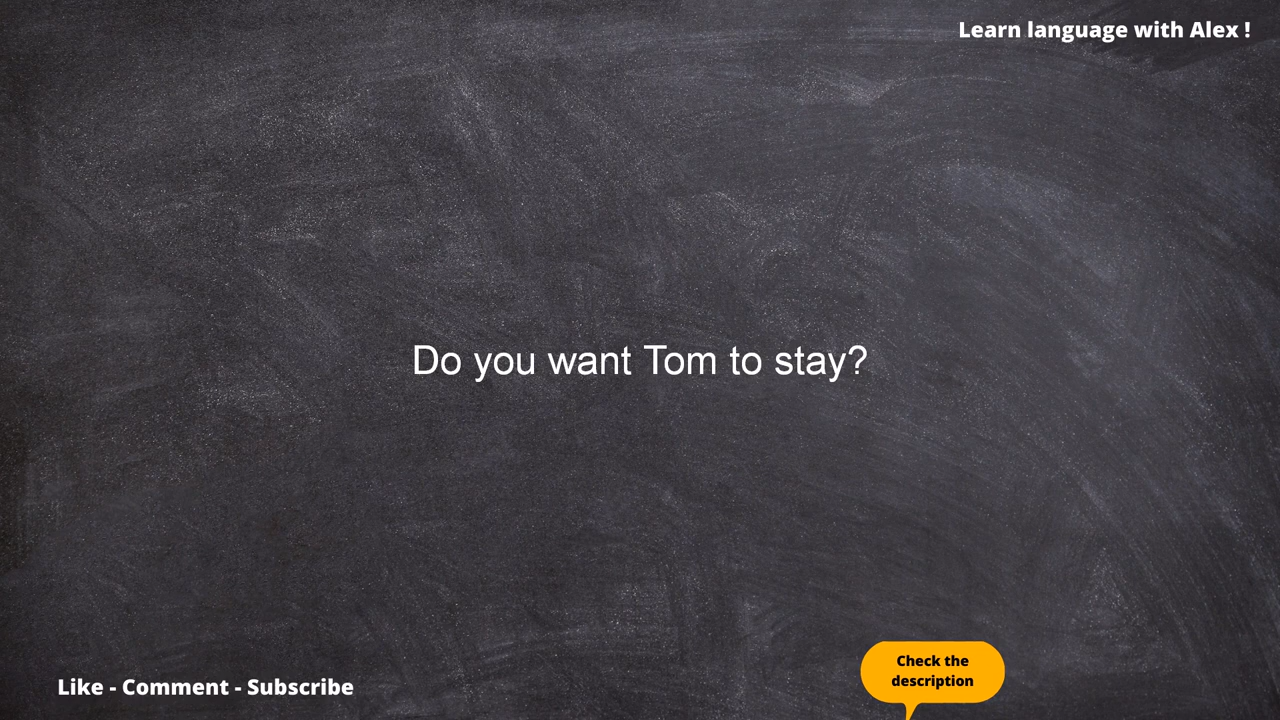 Learn language with Alex !
Do you want Tom to stay?
Check the
description
Like - Comment - Subscribe